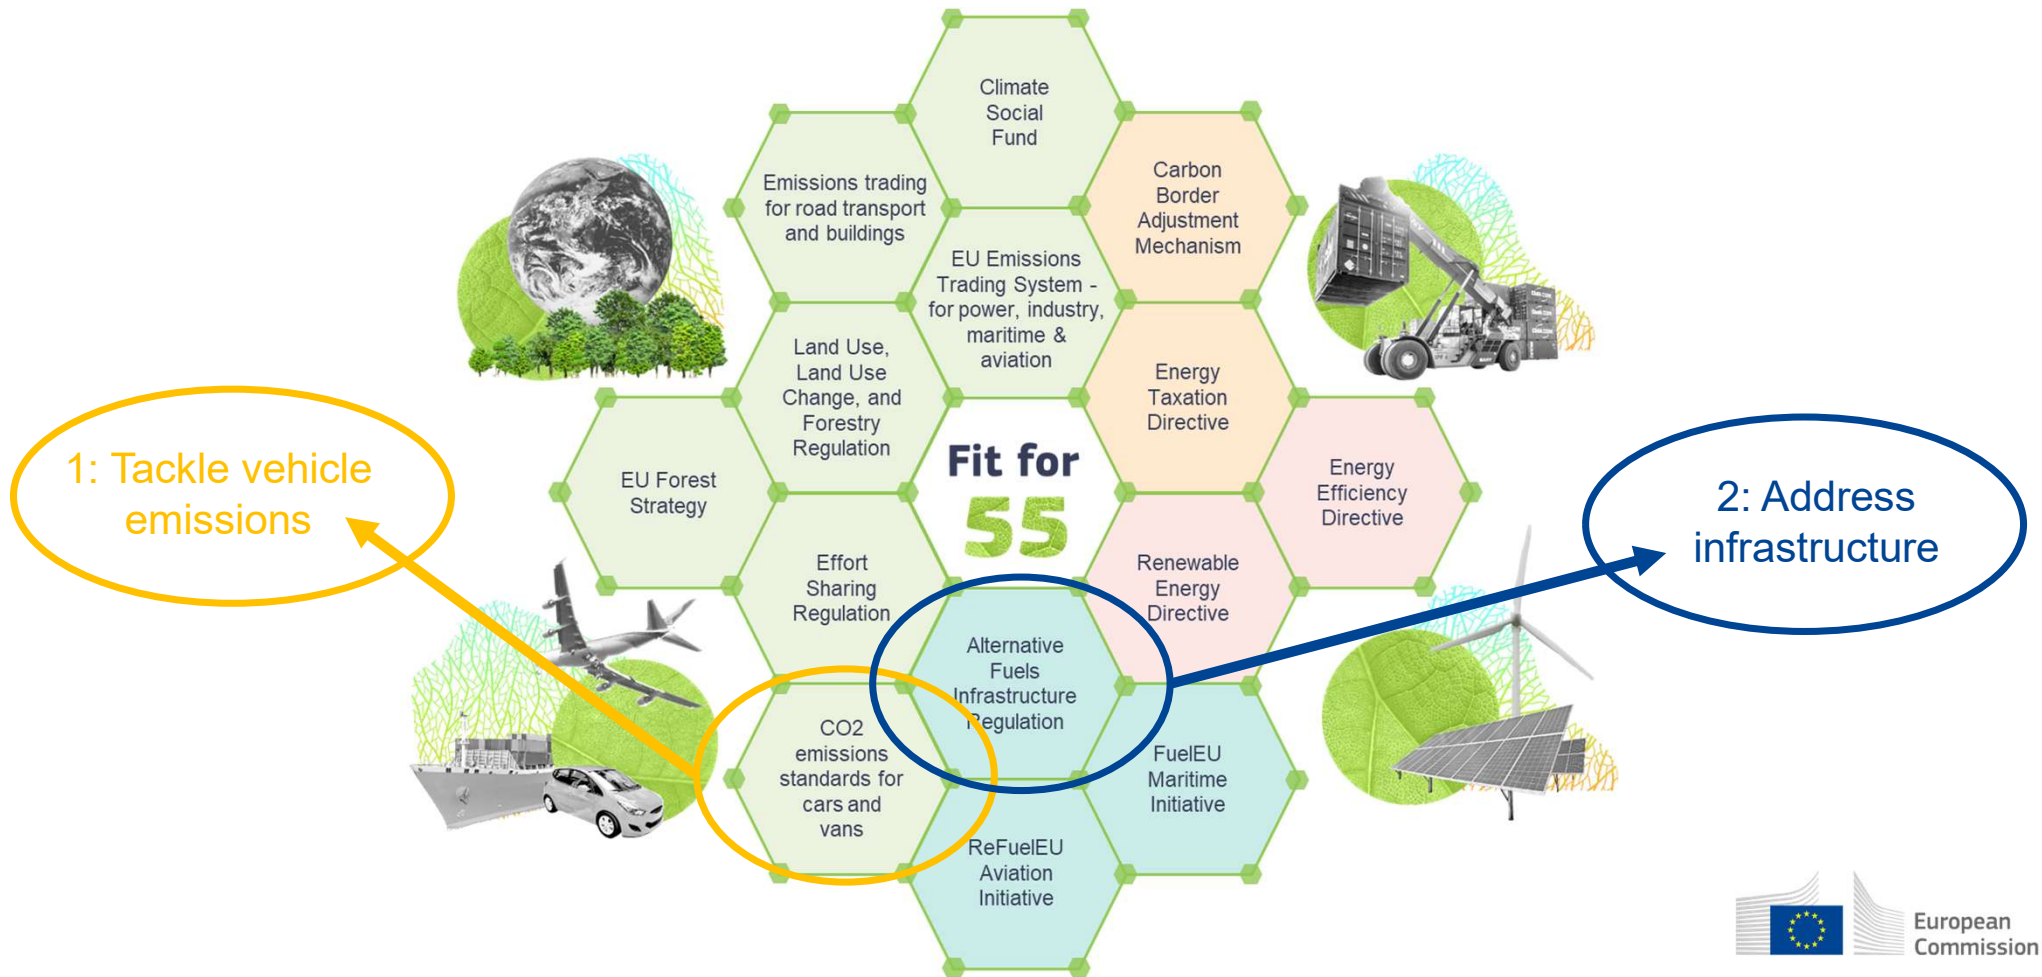 Climate
Social
Fund
Emissions trading
for road transport
and buildings
Carbon
Border
Adjustment
Mechanism
EU Emissions
Trading System -
for power, industry,
maritime &
aviation
Land Use,
Land Use
Change, and
Forestry
Regulation
Energy
Taxation
Directive
1: Tackle vehicle
emissions
EU Forest
Strategy
Fit for
55
Energy
Efficiency
Directive
2: Address
infrastructure
Effort
Sharing
Regulation
Renewable
Energy
Directive
Alternative
Fuels
Infrastructure
Regulation
CO2
emissions
standards for
cars and
vans
FuelEU
Maritime
Initiative
ReFuelEU
Aviation
Initiative
European
Commission